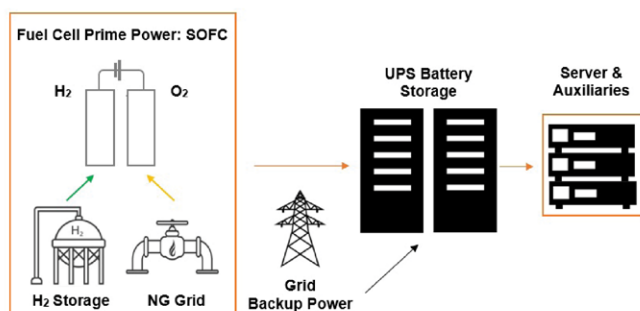 Fuel Cell Prime Power: SOFC
H₂
O₂
UPS Battery
Storage
Server &
Auxiliaries
H₂
H₂ Storage
NG Grid
Grid
Backup Power